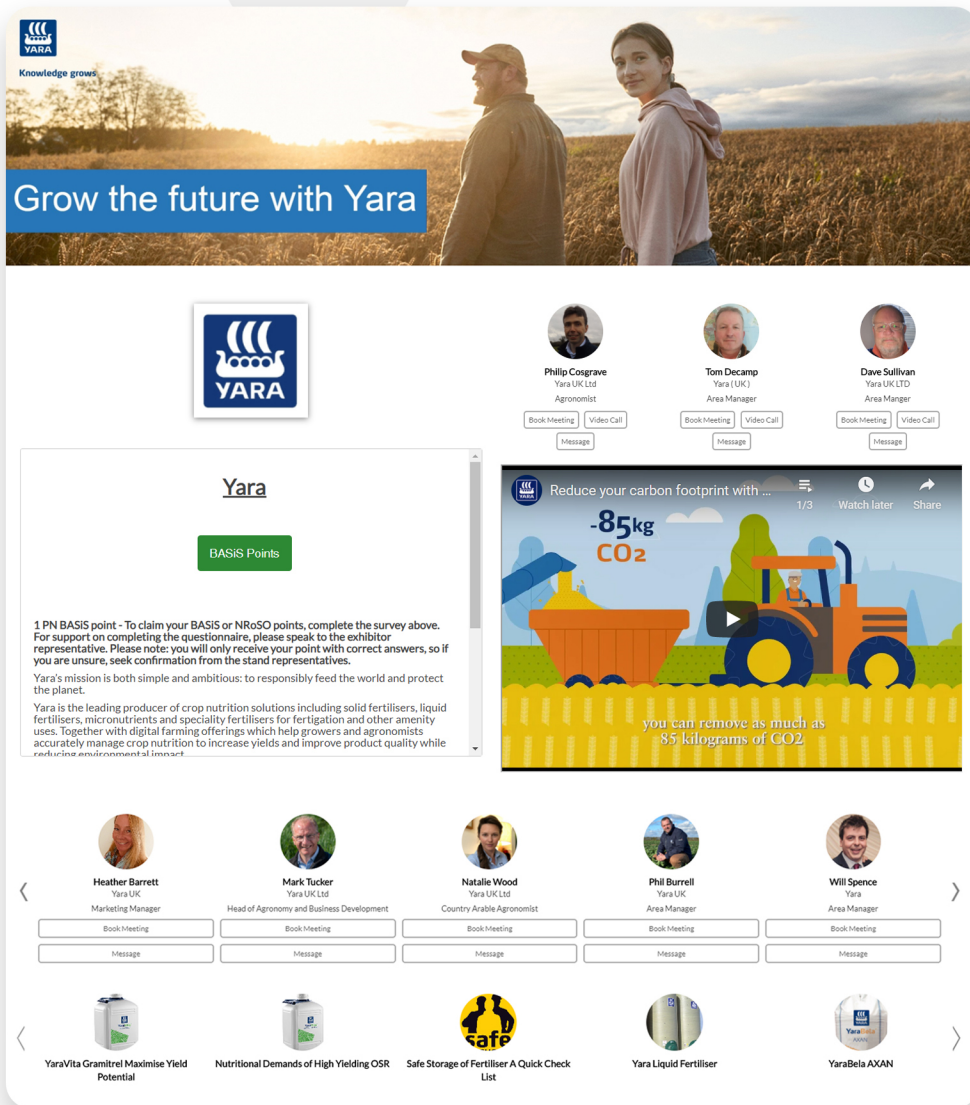 YARA
Knowledge grows
Grow the future with Yara
YARA
Philip Cosgrave
Yara UK Ltd
Agronomist
Book Meeting
Video Call
Message
Tom Decamp
Yara ( UK )
Area Manager
Book Meeting
Video Call
Message
Dave Sullivan
Yara UK LTD
Area Manger
Book Meeting
Video Call
Message
Yara
BASiS Points
1 PN BASiS point - To claim your BASiS or NRoSO points, complete the survey above.
For support on completing the questionnaire, please speak to the exhibitor
representative. Please note: you will only receive your point with correct answers, so if
you are unsure, seek confirmation from the stand representatives.
Yara's mission is both simple and ambitious: to responsibly feed the world and protect
the planet.
Yara is the leading producer of crop nutrition solutions including solid fertilisers, liquid
fertilisers, micronutrients and speciality fertilisers for fertigation and other amenity
uses. Together with digital farming offerings which help growers and agronomists
accurately manage crop nutrition to increase yields and improve product quality while
reducing environmental impact
YARA
Reduce your carbon footprint with ...
1/3
Watch later
Share
-85kg
CO2
you can remove as much as
85 kilograms of CO2
Heather Barrett
Yara UK
Marketing Manager
Book Meeting
Message
Mark Tucker
Yara UK Ltd
Head of Agronomy and Business Development
Book Meeting
Message
Natalie Wood
Yara UK Ltd
Country Arable Agronomist
Book Meeting
Message
Phil Burrell
Yara UK
Area Manager
Book Meeting
Message
Will Spence
Yara
Area Manager
Book Meeting
Message
YaraVita Gramitrel Maximise Yield
Potential
Nutritional Demands of High Yielding OSR
safe
Safe Storage of Fertiliser A Quick Check
List
Yara Liquid Fertiliser
YaraBela
AXAN
YaraBela AXAN